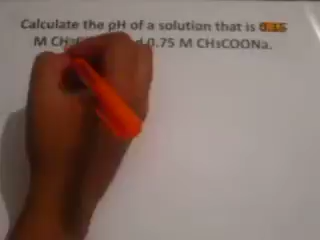 Calculate the pH of a solution that is
M 0.75 M CH₃COONa.